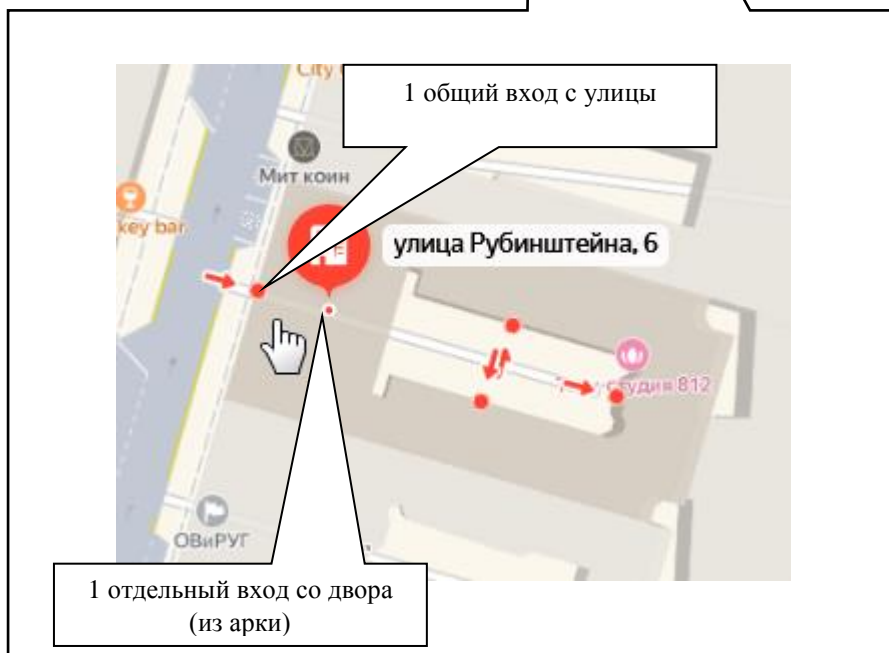 City
1 общий вход с улицы
Мит коин
key bar
улица Рубинштейна, 6
студия 812
ОВиРУГ
1 отдельный вход со двора
(из арки)